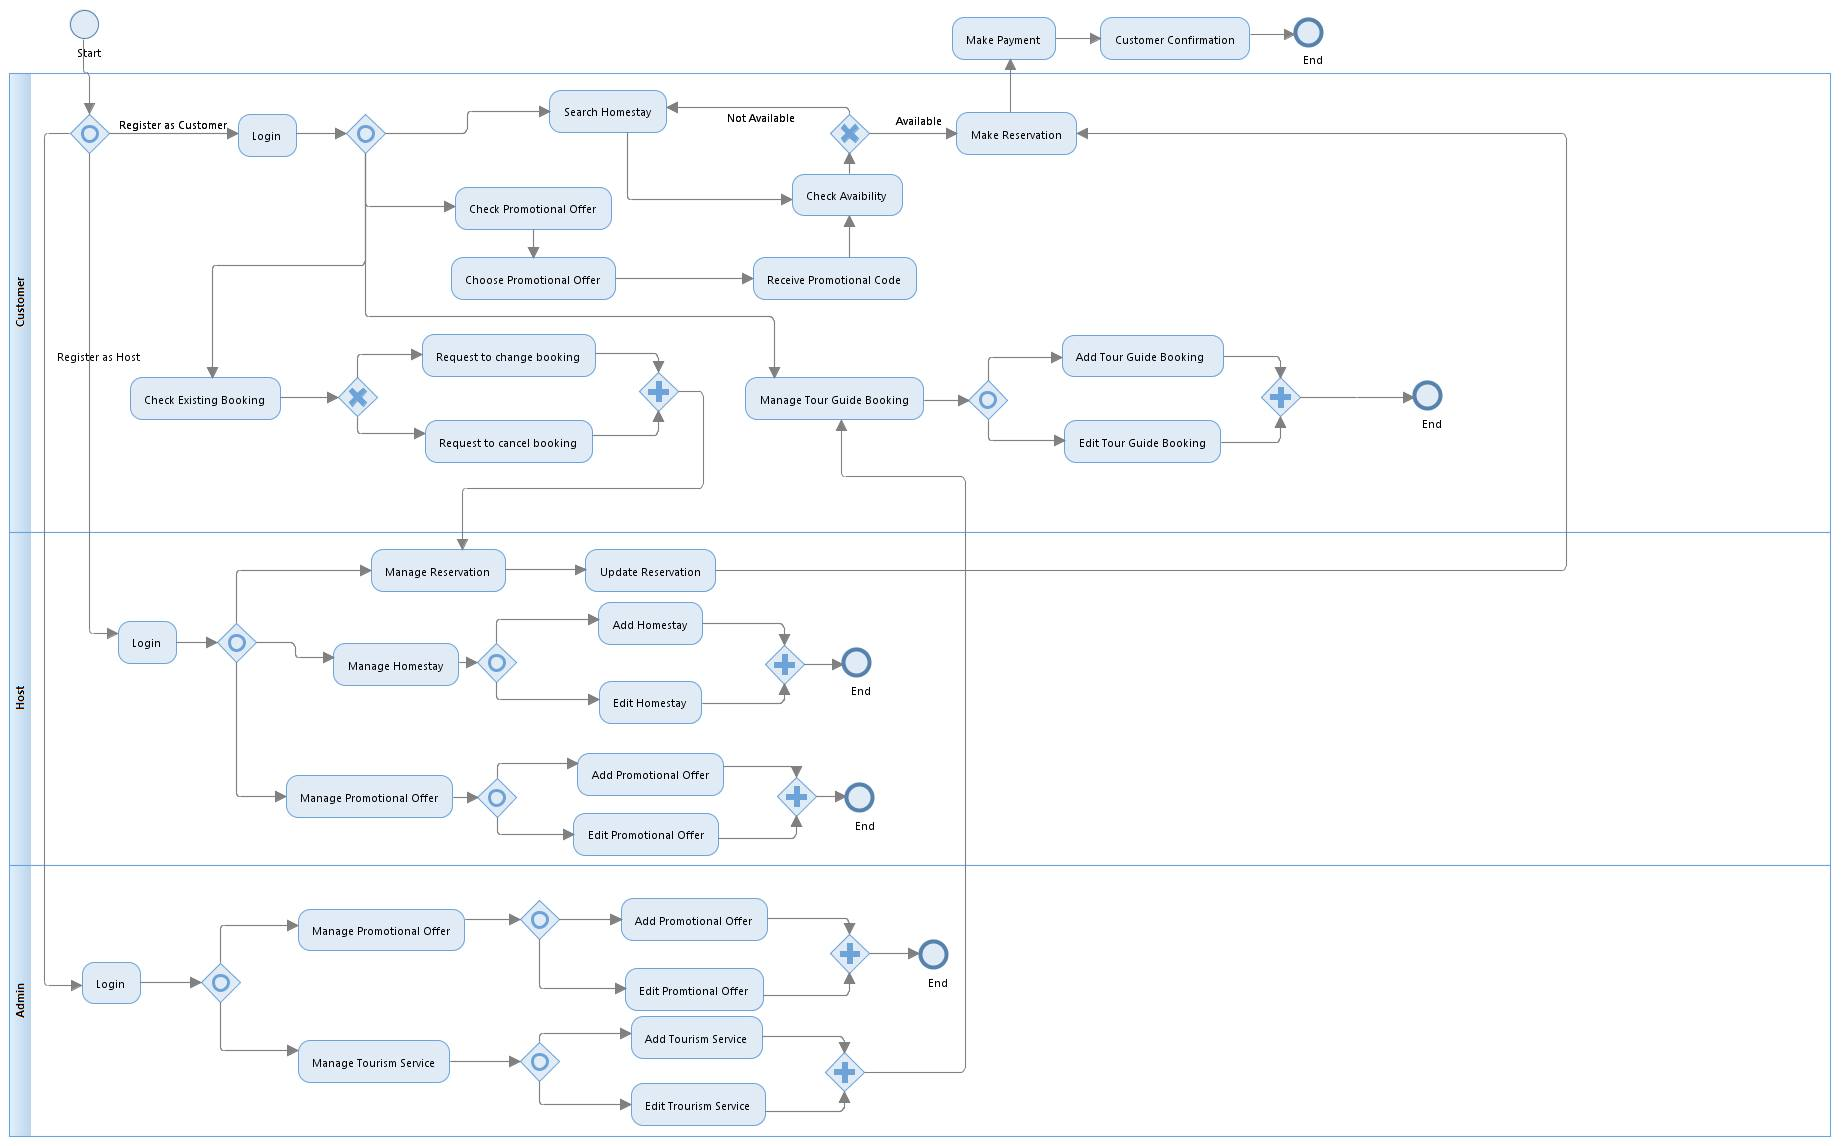 Start
Make Payment
Customer Confirmation
End
Customer
Register as Customer
Login
Search Homestay
Not Available
Available
Make Reservation
Check Promotional Offer
Check Avaibility
Choose Promotional Offer
Receive Promotional Code
Register as Host
Request to change booking
Add Tour Guide Booking
Check Existing Booking
Manage Tour Guide Booking
End
Request to cancel booking
Edit Tour Guide Booking
Host
Manage Reservation
Update Reservation
Login
Add Homestay
Manage Homestay
End
Edit Homestay
Add Promotional Offer
Manage Promotional Offer
End
Edit Promotional Offer
Admin
Manage Promotional Offer
Add Promotional Offer
Login
End
Edit Promtional Offer
Add Tourism Service
Manage Tourism Service
Edit Trourism Service